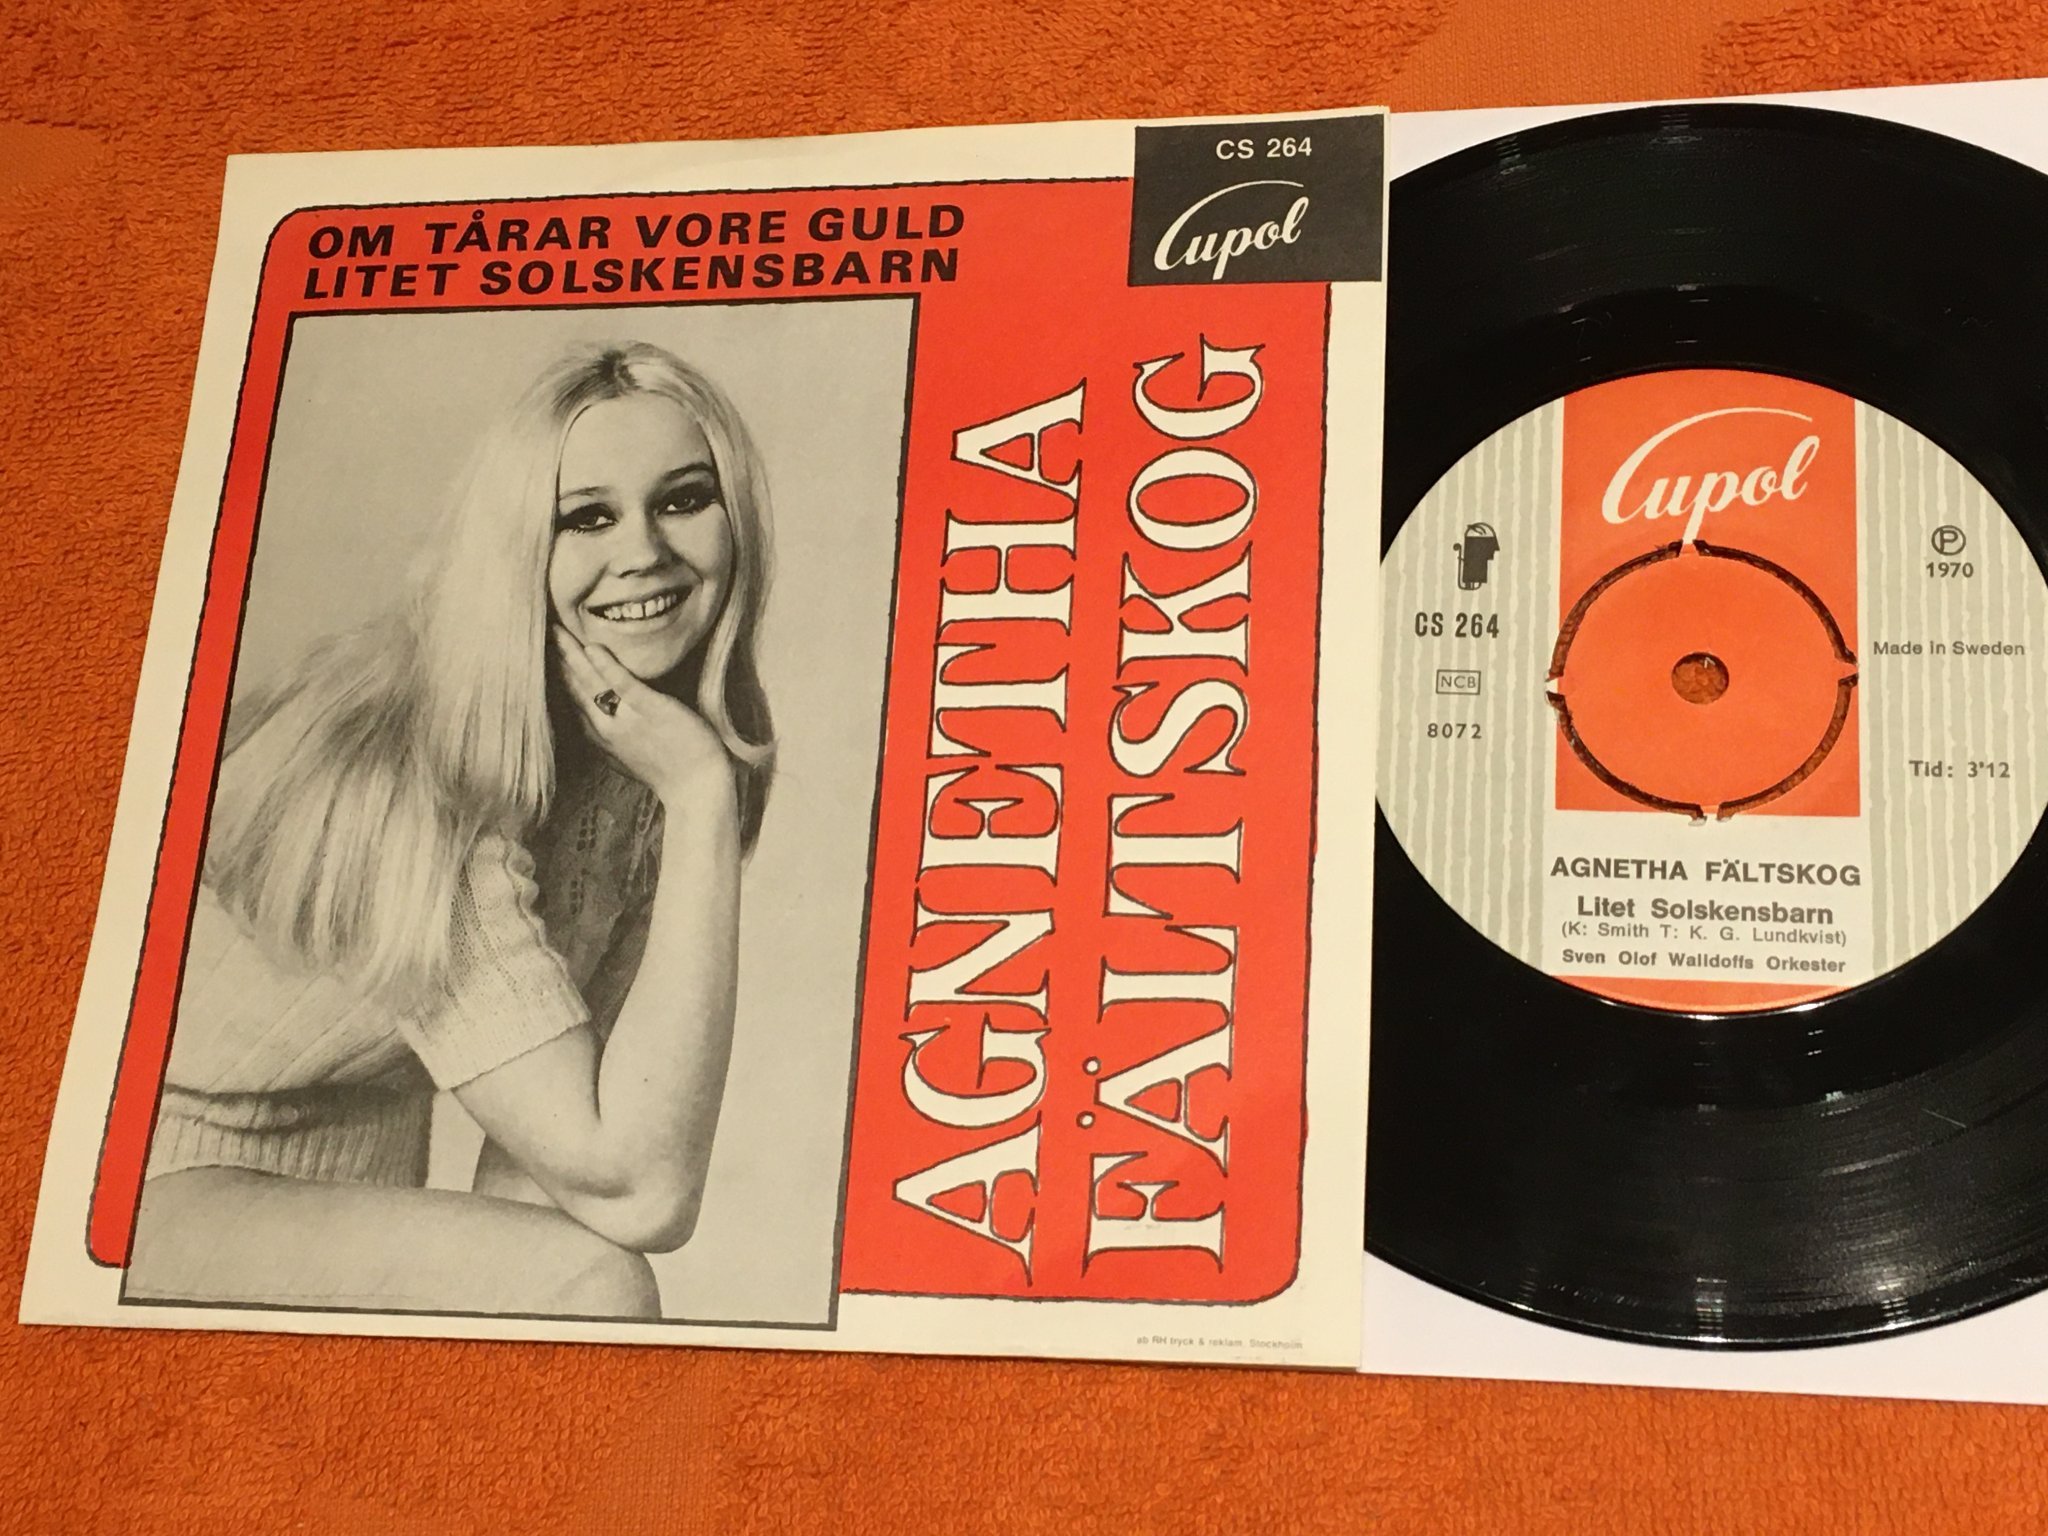 OM TÅRAR VORE GULD
LITET SOLSKENSBARN
CS 264
Cupol
AGNETHA
FÄLTSKOG
ab RH tryck & reklam, Stockholm
Cupol
CS 264
NCB
8072
P
1970
Made in Sweden
Tid: 3'12
AGNETHA FÄLTSKOG
Litet Solskensbarn
(K: Smith T: K. G. Lundkvist)
Sven Olof Walldoffs Orkester